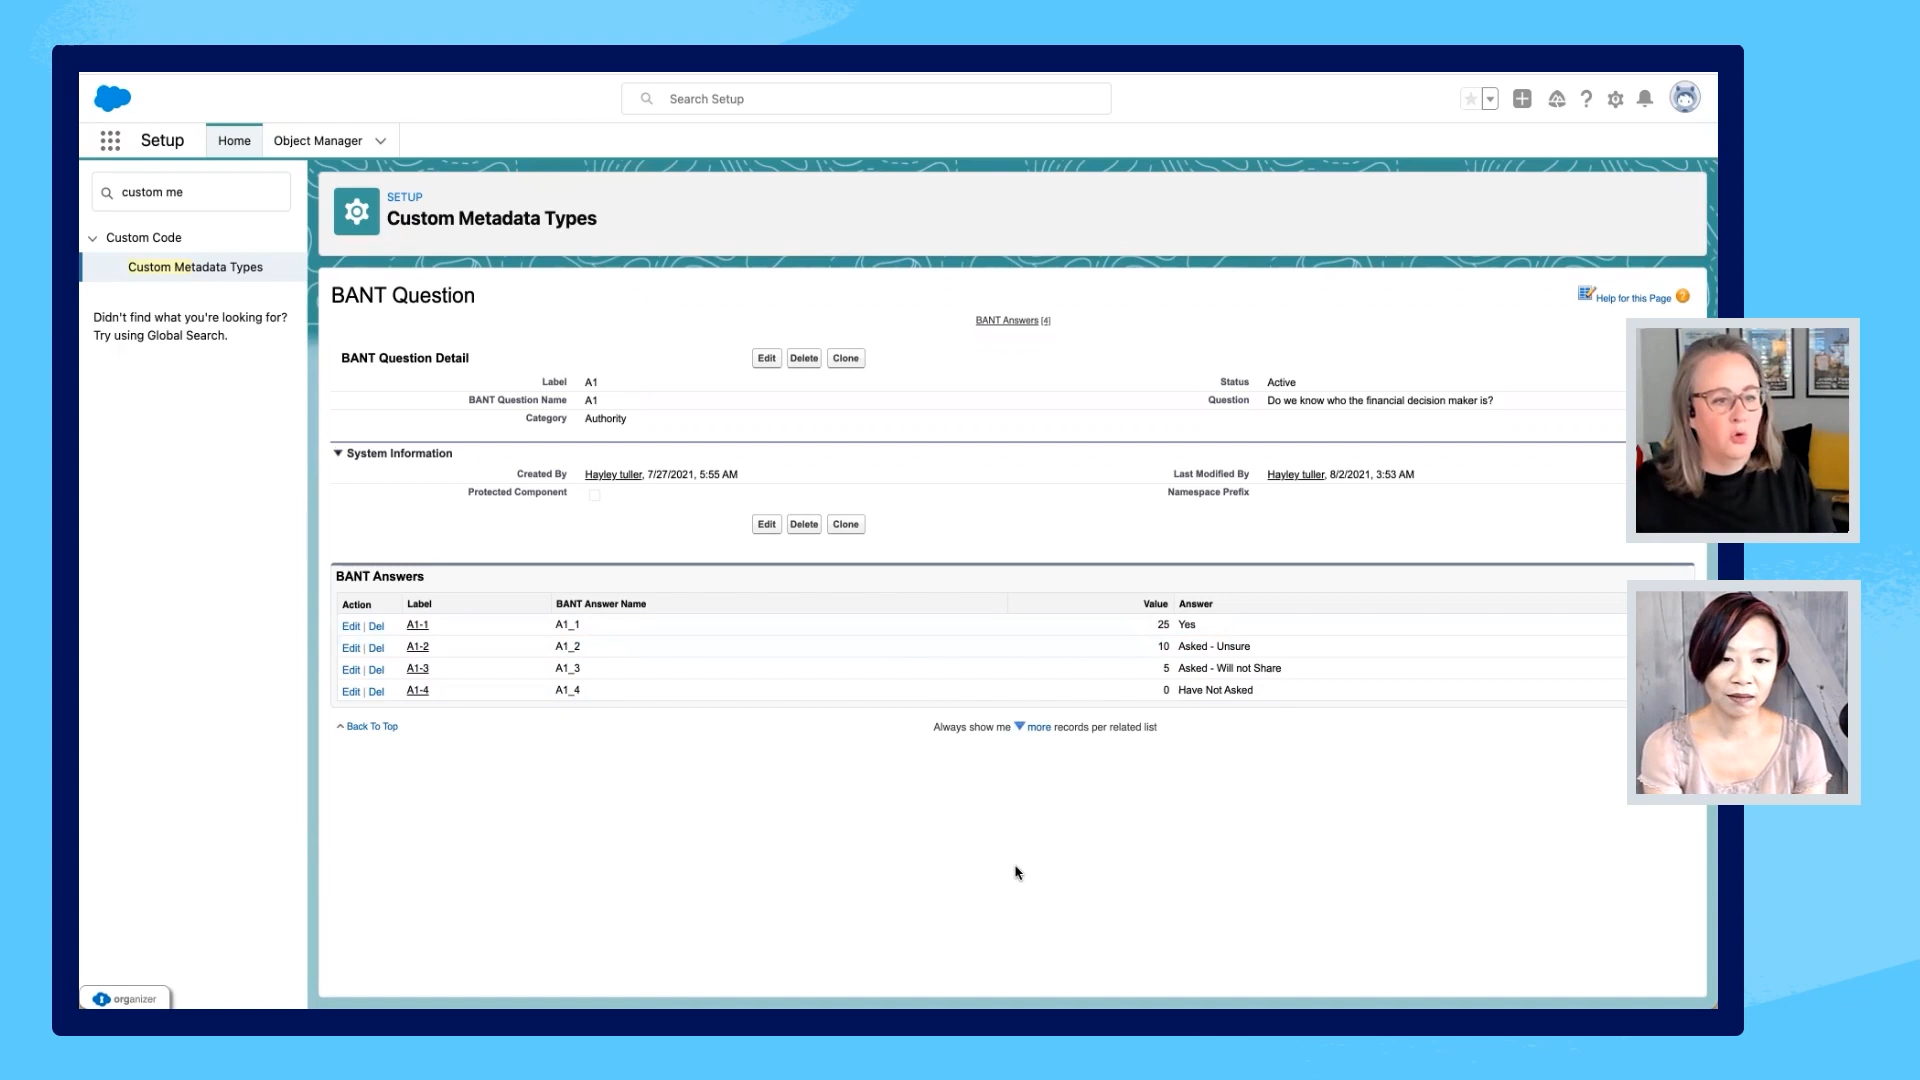 Search Setup
Setup
Home
Object Manager
custom me
Custom Code
Custom Metadata Types
Didn't find what you're looking for?
Try using Global Search.
SETUP
Custom Metadata Types
BANT Question
Help for this Page
BANT Answers [4]
BANT Question Detail
Edit Delete Clone
Label A1 Status Active
BANT Question Name A1 Question Do we know who the financial decision maker is?
Category Authority
System Information
Created By Hayley tuller, 7/27/2021, 5:55 AM Last Modified By Hayley tuller, 8/2/2021, 3:53 AM
Protected Component Namespace Prefix
Edit Delete Clone
BANT Answers
Action Label BANT Answer Name Value Answer
Edit | Del A1-1 A1_1 25 Yes
Edit | Del A1-2 A1_2 10 Asked - Unsure
Edit | Del A1-3 A1_3 5 Asked - Will not Share
Edit | Del A1-4 A1_4 0 Have Not Asked
Back To Top
Always show me more records per related list
organizer